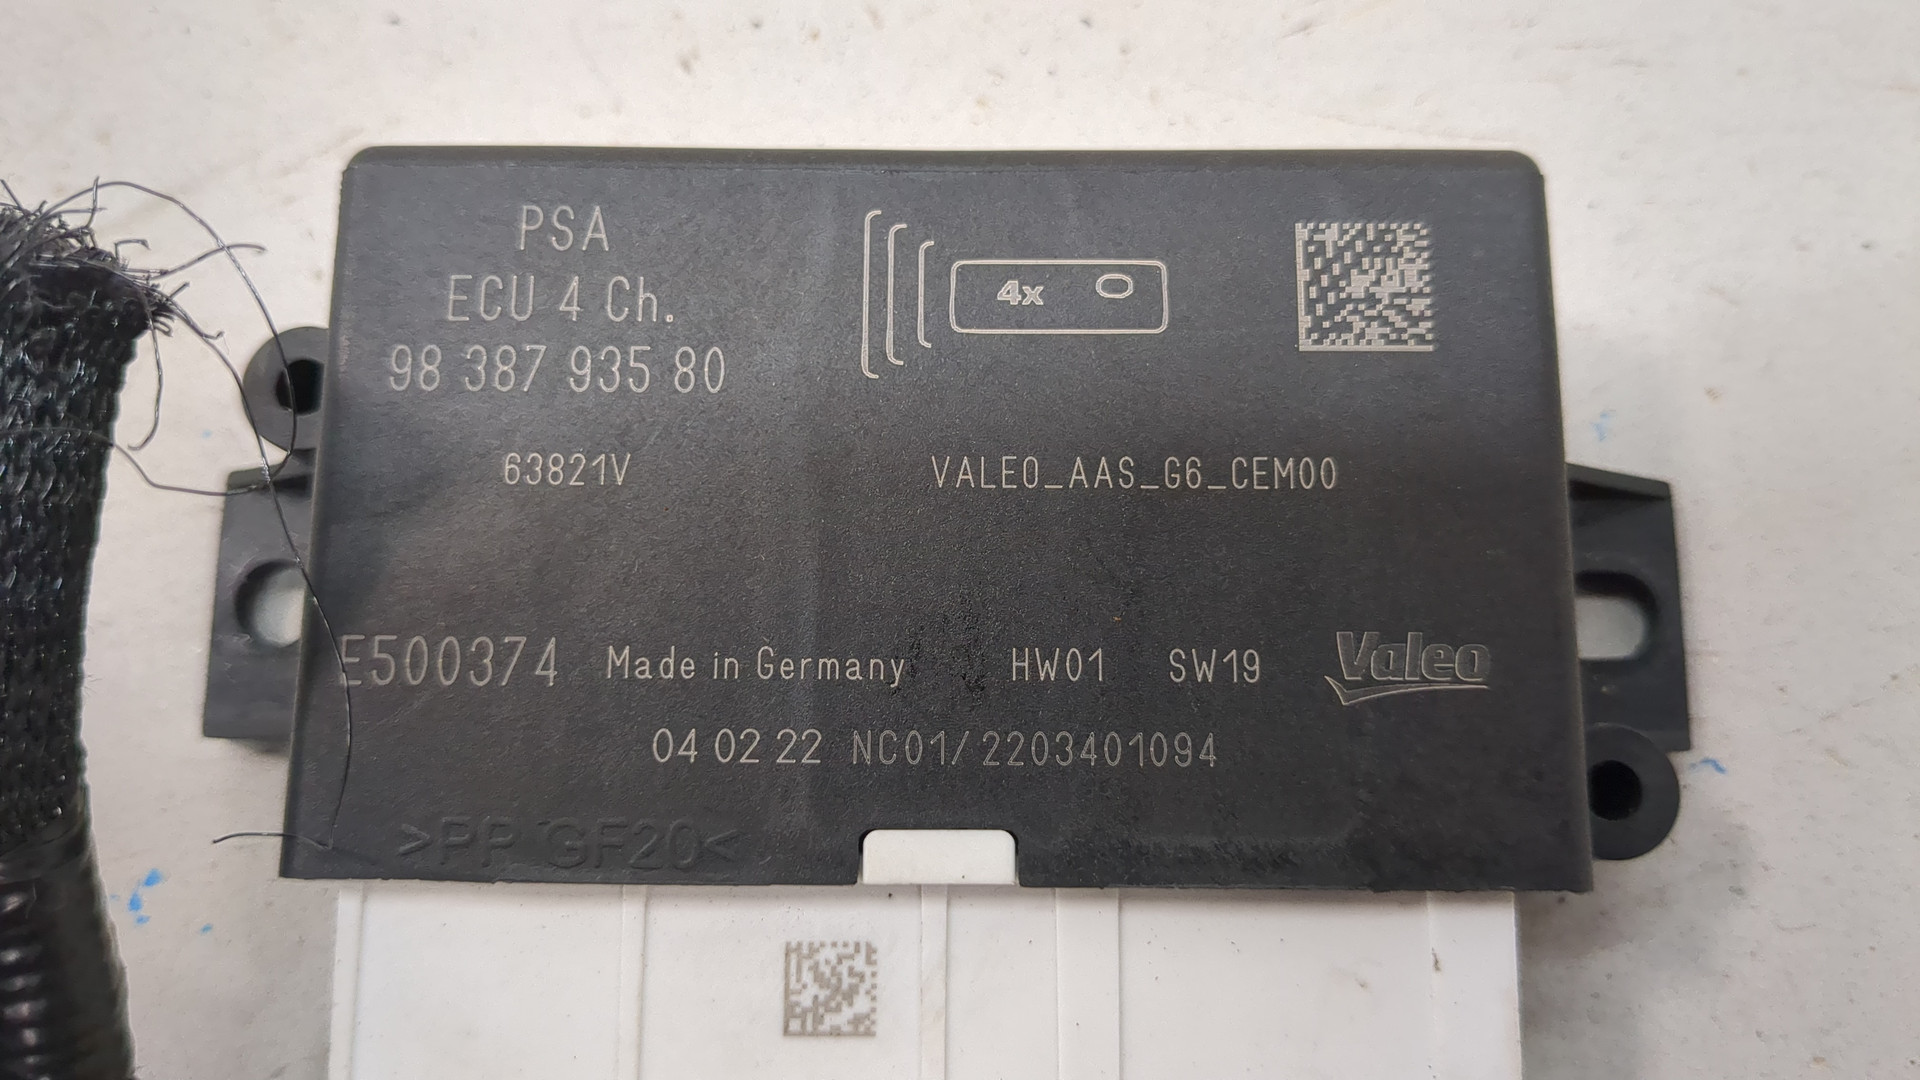 PSA
ECU 4 Ch.
98 387 935 80
4x
63821V
VALEO_AAS_G6_CEM00
E500374 Made in Germany HW01 SW19 Valeo
04 02 22 NC01/2203401094
>PP GF20<